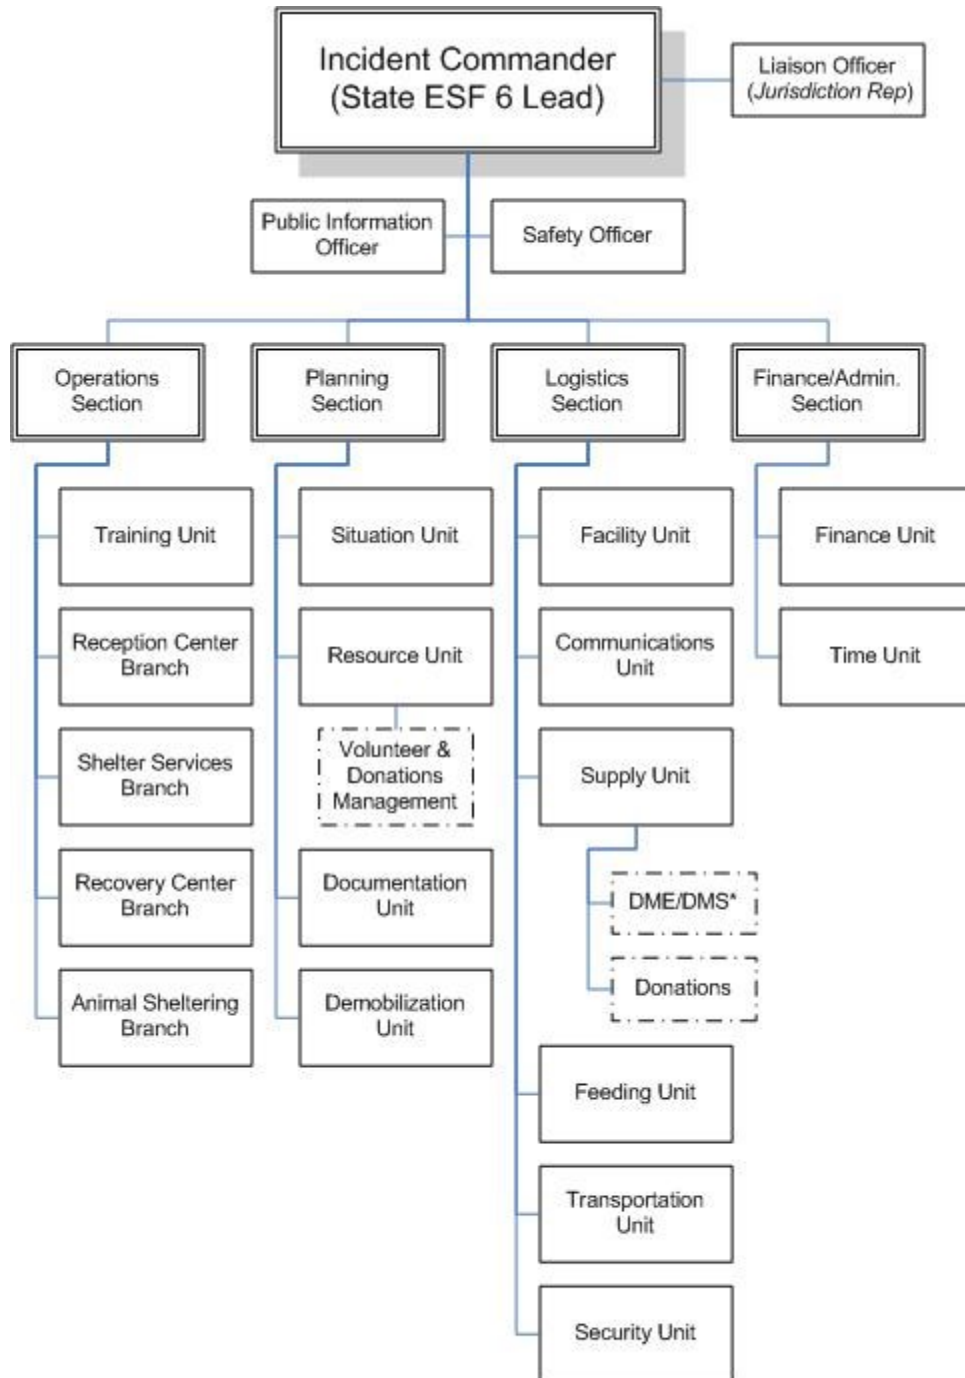 Incident Commander
(State ESF 6 Lead)
Liaison Officer
(Jurisdiction Rep)
Public Information
Officer
Safety Officer
Operations
Section
Planning
Section
Logistics
Section
Finance/Admin.
Section
Training Unit
Reception Center
Branch
Shelter Services
Branch
Recovery Center
Branch
Animal Sheltering
Branch
Situation Unit
Resource Unit
Volunteer &
Donations
Management
Documentation
Unit
Demobilization
Unit
Facility Unit
Communications
Unit
Supply Unit
DME/DMS*
Donations
Feeding Unit
Transportation
Unit
Security Unit
Finance Unit
Time Unit